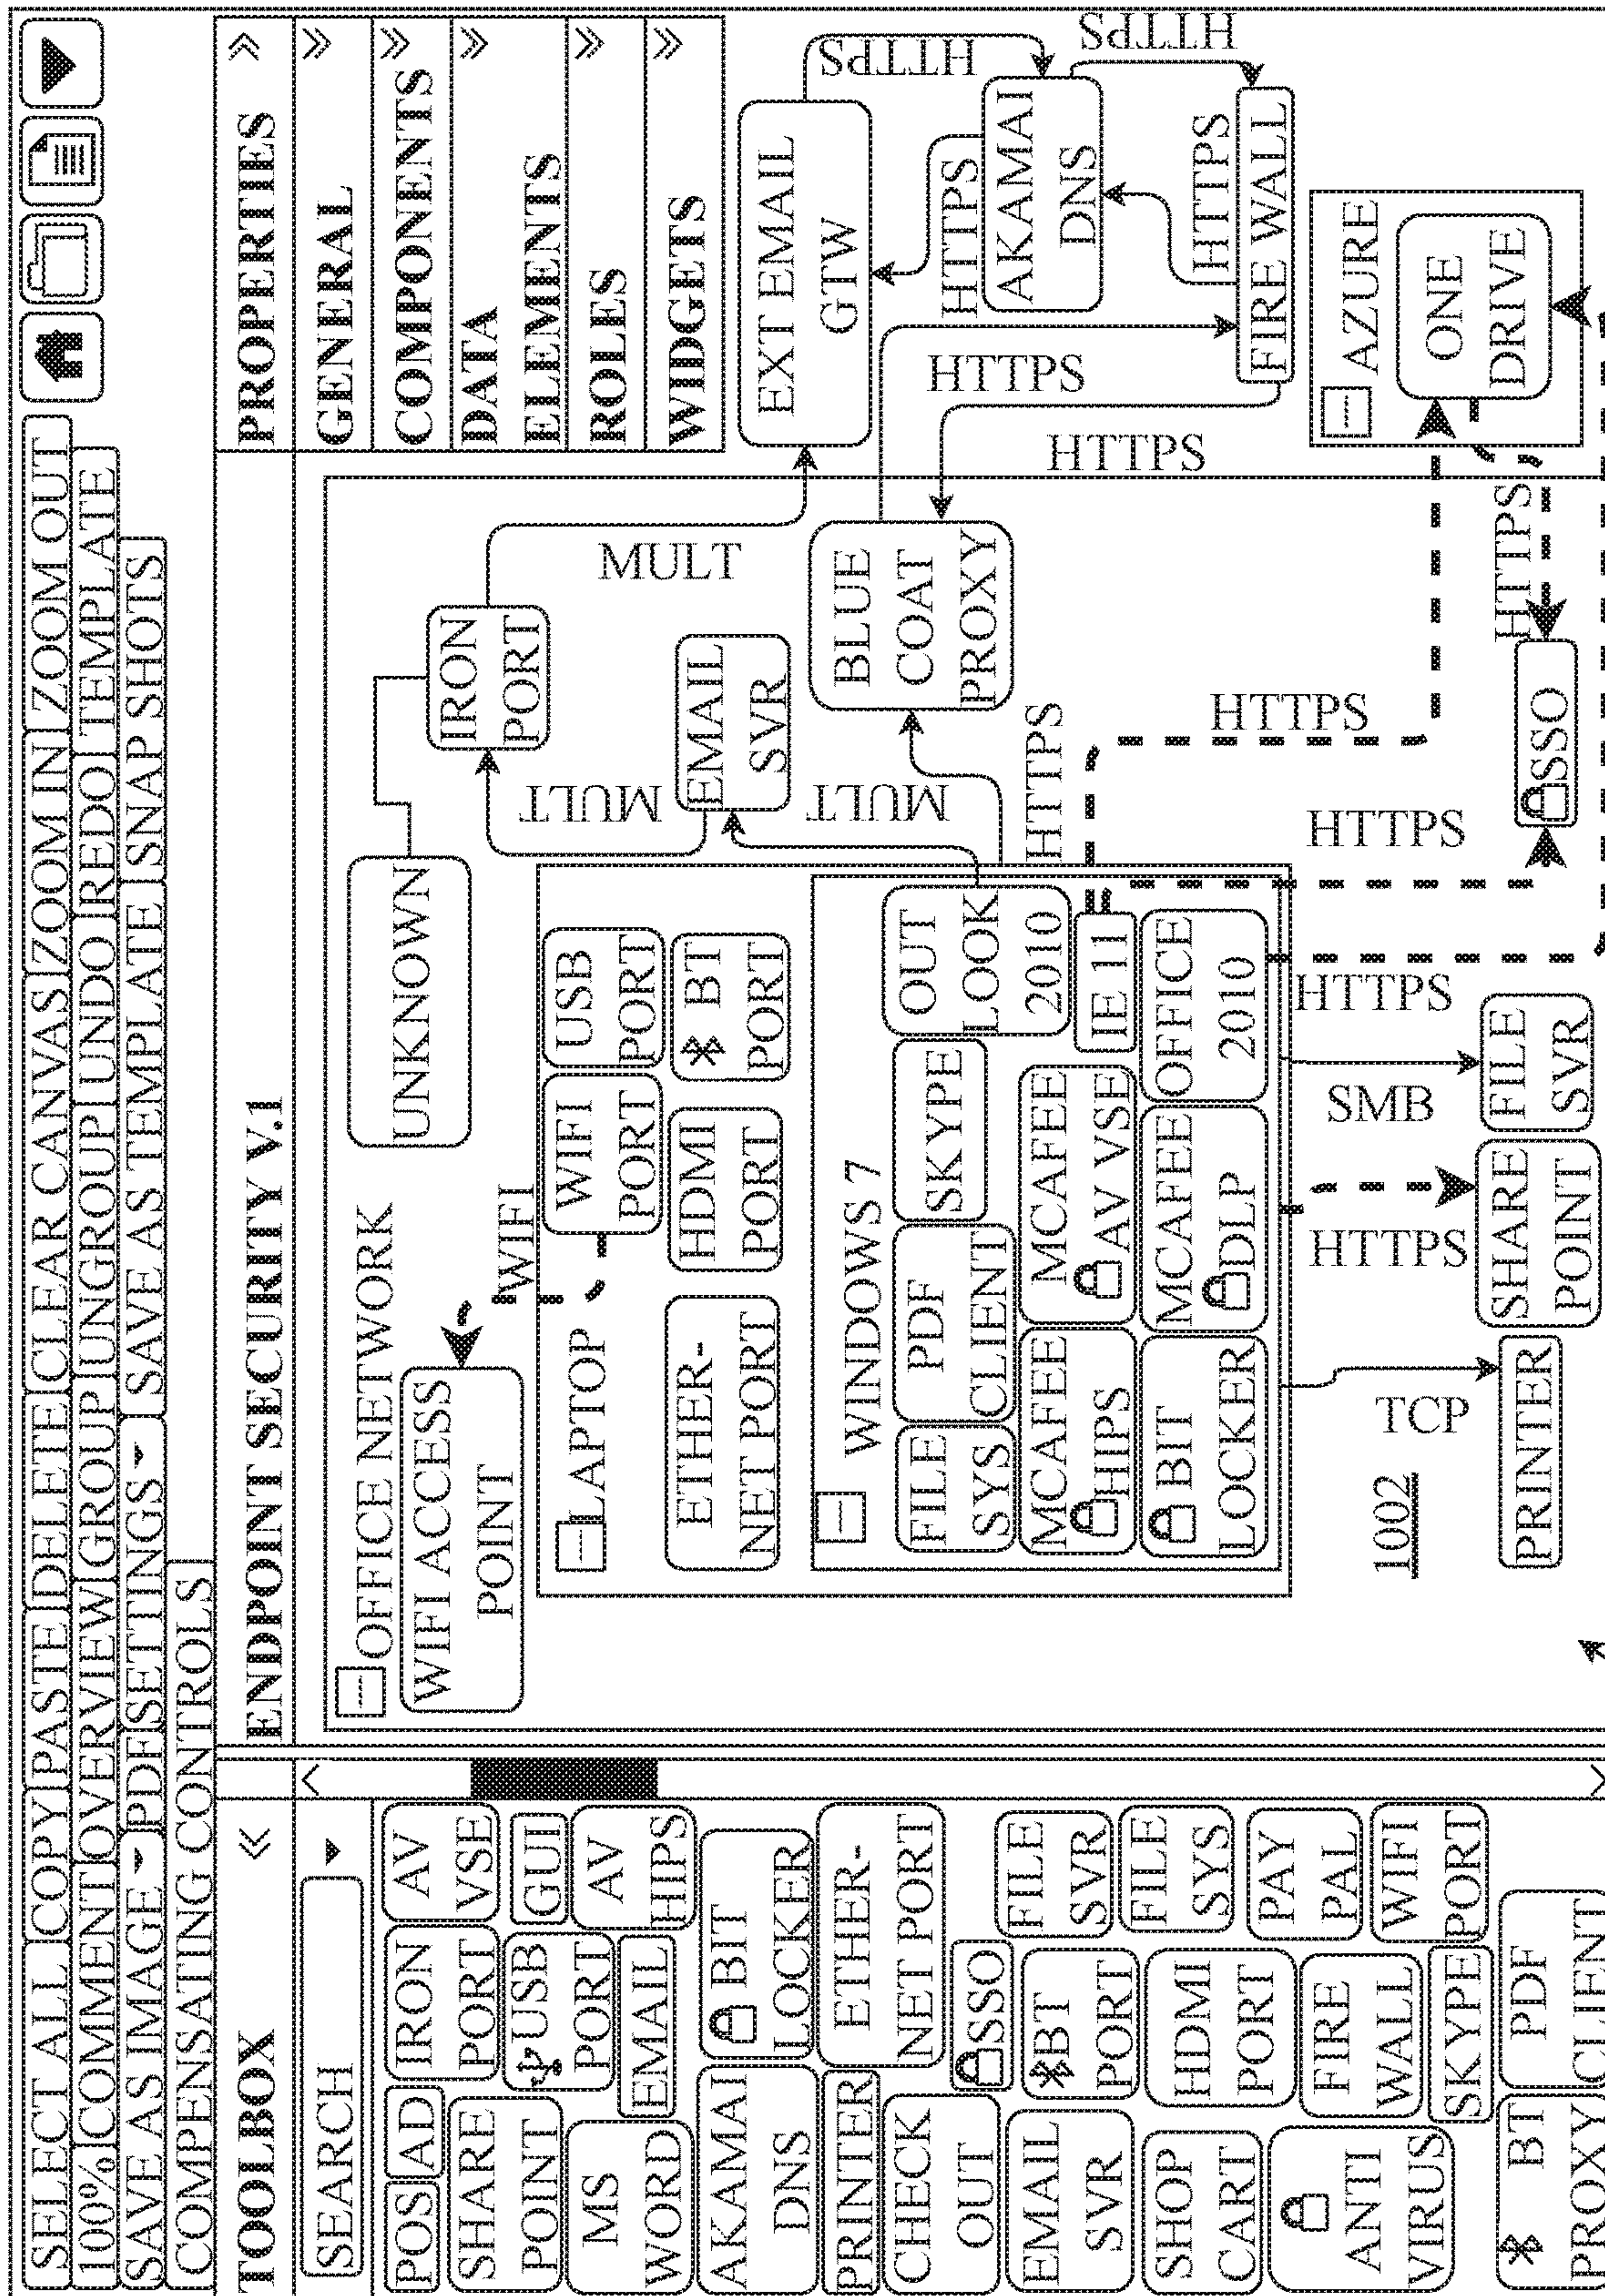 SELECT ALL COPY PASTE DELETE CLEAR CANVAS ZOOM IN ZOOM OUT
100% COMMENT OVERVIEW GROUP UNGROUP UNDO REDO TEMPLATE
SAVE AS IMAGE PDF SETTINGS SAVE AS TEMPLATE SNAP SHOTS
COMPENSATING CONTROLS
TOOLBOX
SEARCH
POS
AD
IRON
PORT
AV
VSE
SHARE
POINT
USB
PORT
GUI
MS
WORD
EMAIL
AV
HIPS
AKAMAI
DNS
BIT
LOCKER
PRINTER
ETHER-
NET PORT
CHECK
OUT
SSO
FILE
SVR
EMAIL
SVR
BT
PORT
FILE
SYS
SHOP
CART
HDMI
PORT
PAY
PAL
ANTI
VIRUS
FIRE
WALL
WIFI
PORT
SKYPE
BT
PROXY
PDF
CLIENT
ENDPOINT SECURITY V.1
OFFICE NETWORK
WIFI ACCESS
POINT
WIFI
UNKNOWN
IRON
PORT
MULT
MULT
EMAIL
SVR
MULT
BLUE
COAT
PROXY
LAPTOP
WIFI
PORT
USB
PORT
ETHER-
NET PORT
HDMI
PORT
BT
PORT
WINDOWS 7
FILE
SYS
PDF
CLIENT
SKYPE
OUT
LOOK
2010
MCAFEE
HIPS
MCAFEE
AV VSE
IE 11
BIT
LOCKER
MCAFEE
DLP
OFFICE
2010
HTTPS
HTTPS
HTTPS
HTTPS
HTTPS
SSO
TCP
HTTPS
SMB
1002
PRINTER
SHARE
POINT
FILE
SVR
PROPERTIES
GENERAL
COMPONENTS
DATA
ELEMENTS
ROLES
WIDGETS
EXT EMAIL
GTW
HTTPS
HTTPS
AKAMAI
DNS
HTTPS
HTTPS
HTTPS
HTTPS
FIRE WALL
AZURE
ONE
DRIVE